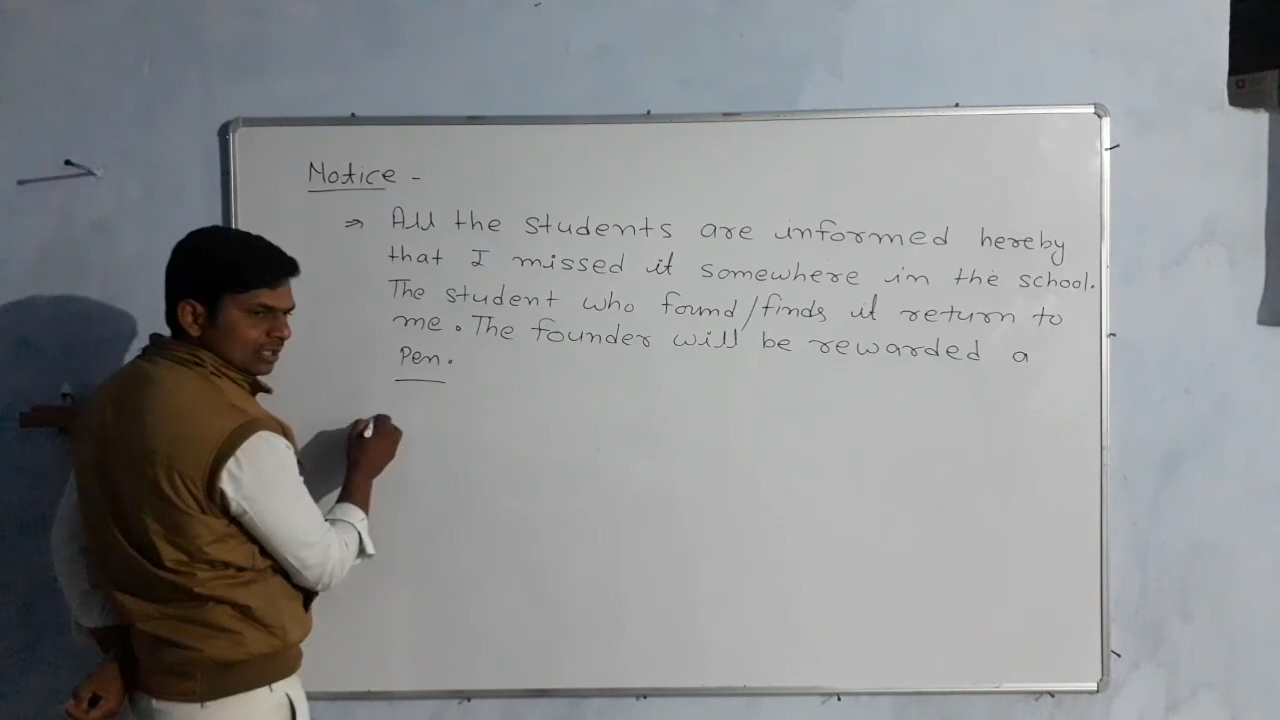 Notice -
⇒ All the students are informed hereby
that I missed it somewhere in the school.
The student who found/finds it return to
me. The founder will be rewarded a
Pen.